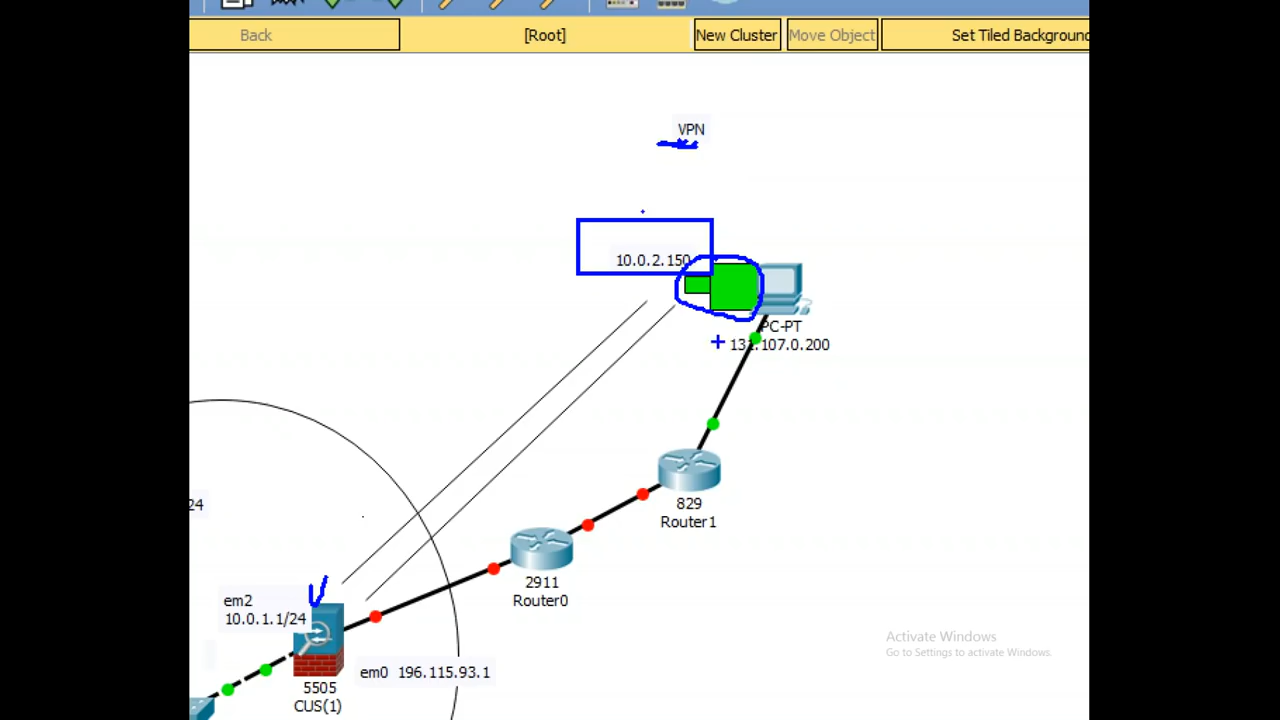 Back
[Root]
New Cluster
Move Object
Set Tiled Background
VPN
10.0.2.150
PC-PT
131.107.0.200
24
829
Router1
2911
Router0
em2
10.0.1.1/24
em0 196.115.93.1
5505
CUS(1)
Activate Windows
Go to Settings to activate Windows.